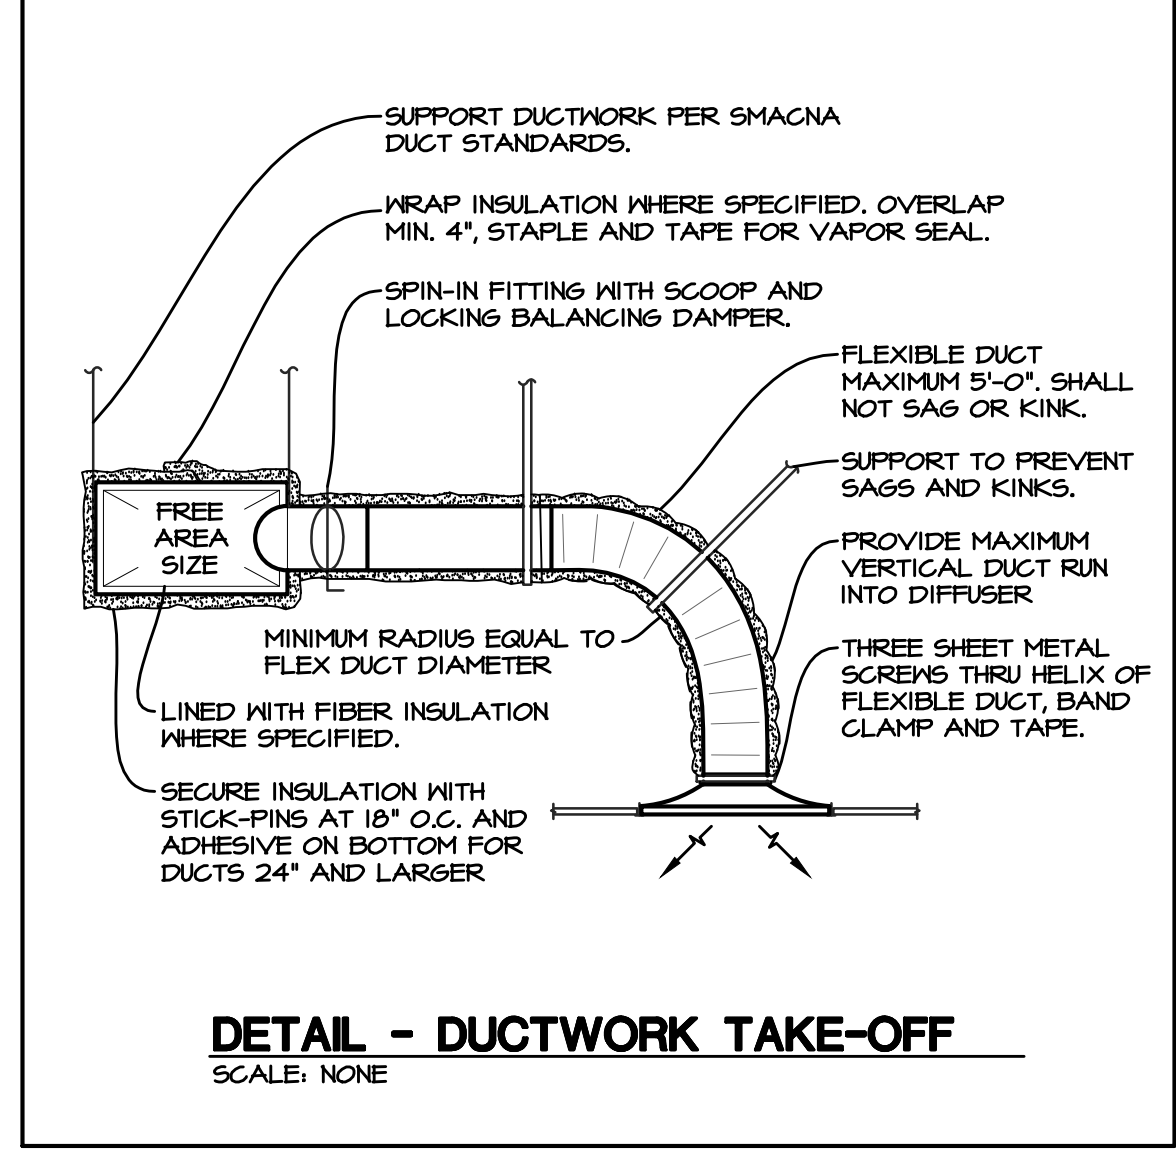 SUPPORT DUCTWORK PER SMACNA
DUCT STANDARDS.
WRAP INSULATION WHERE SPECIFIED. OVERLAP
MIN. 4", STAPLE AND TAPE FOR VAPOR SEAL.
SPIN-IN FITTING WITH SCOOP AND
LOCKING BALANCING DAMPER.
FLEXIBLE DUCT
MAXIMUM 5'-0". SHALL
NOT SAG OR KINK.
SUPPORT TO PREVENT
SAGS AND KINKS.
FREE
AREA
SIZE
PROVIDE MAXIMUM
VERTICAL DUCT RUN
INTO DIFFUSER
MINIMUM RADIUS EQUAL TO
FLEX DUCT DIAMETER
THREE SHEET METAL
SCREWS THRU HELIX OF
FLEXIBLE DUCT, BAND
CLAMP AND TAPE.
LINED WITH FIBER INSULATION
WHERE SPECIFIED.
SECURE INSULATION WITH
STICK-PINS AT 18" O.C. AND
ADHESIVE ON BOTTOM FOR
DUCTS 24" AND LARGER
DETAIL - DUCTWORK TAKE-OFF
SCALE: NONE